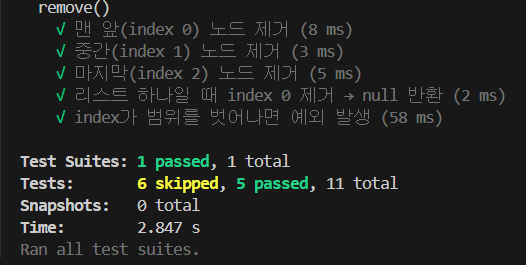 remove()
√ 맨 앞(index 0) 노드 제거 (8 ms)
√ 중간(index 1) 노드 제거 (3 ms)
√ 마지막(index 2) 노드 제거 (5 ms)
√ 리스트 하나일 때 index 0 제거 → null 반환 (2 ms)
√ index가 범위를 벗어나면 예외 발생 (58 ms)
Test Suites: 1 passed, 1 total
Tests: 6 skipped, 5 passed, 11 total
Snapshots: 0 total
Time: 2.847 s
Ran all test suites.